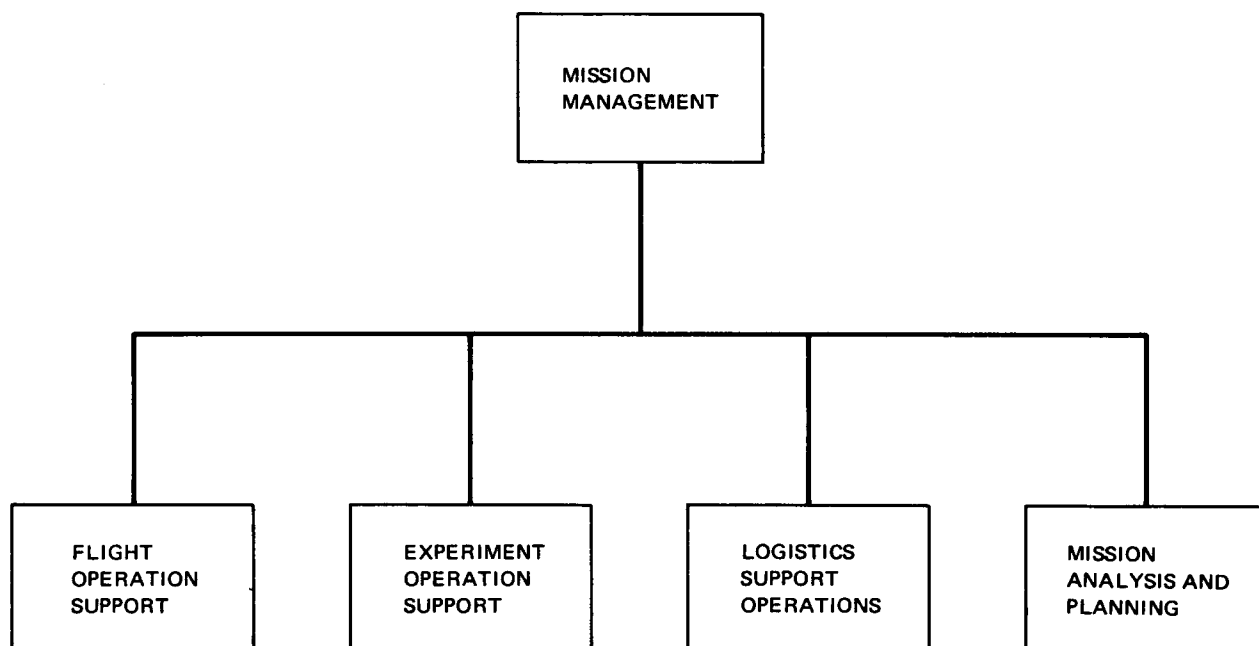 MISSION
MANAGEMENT
FLIGHT
OPERATION
SUPPORT
EXPERIMENT
OPERATION
SUPPORT
LOGISTICS
SUPPORT
OPERATIONS
MISSION
ANALYSIS AND
PLANNING